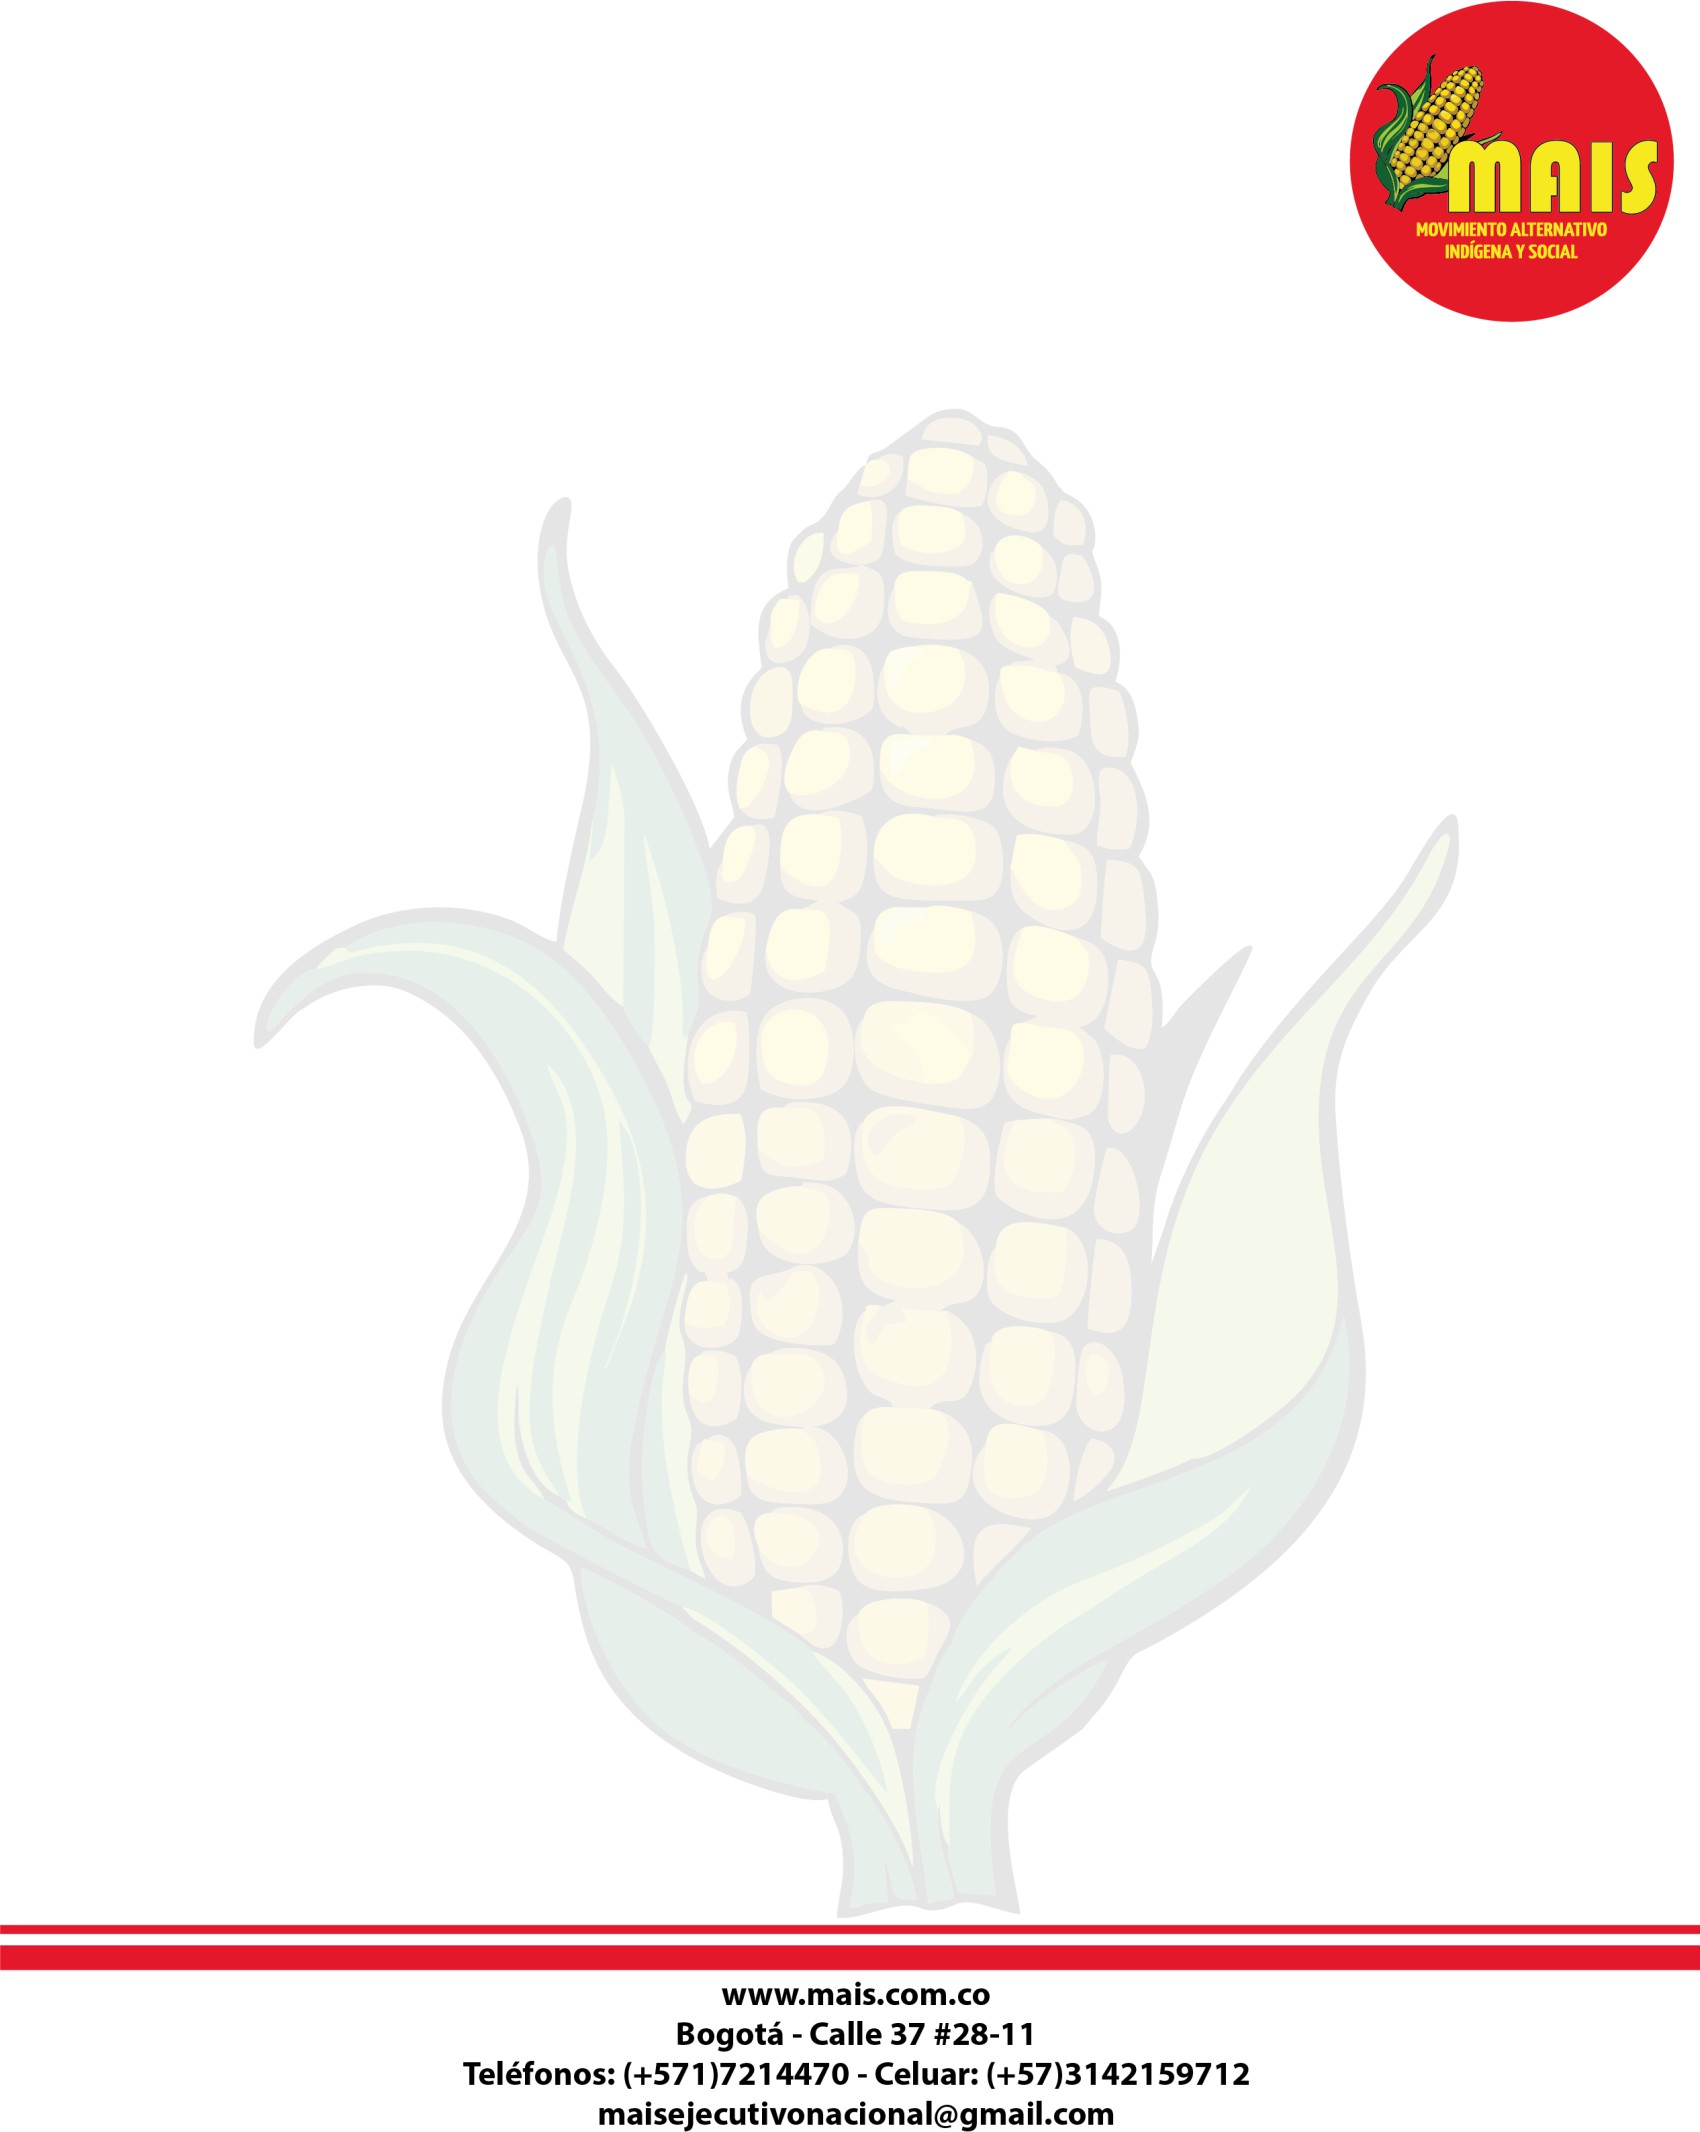 MAIS
MOVIMIENTO ALTERNATIVO
INDÍGENA Y SOCIAL
www.mais.com.co
Bogotá - Calle 37 #28-11
Teléfonos: (+571)7214470 - Celuar: (+57)3142159712
maisejecutivonacional@gmail.com